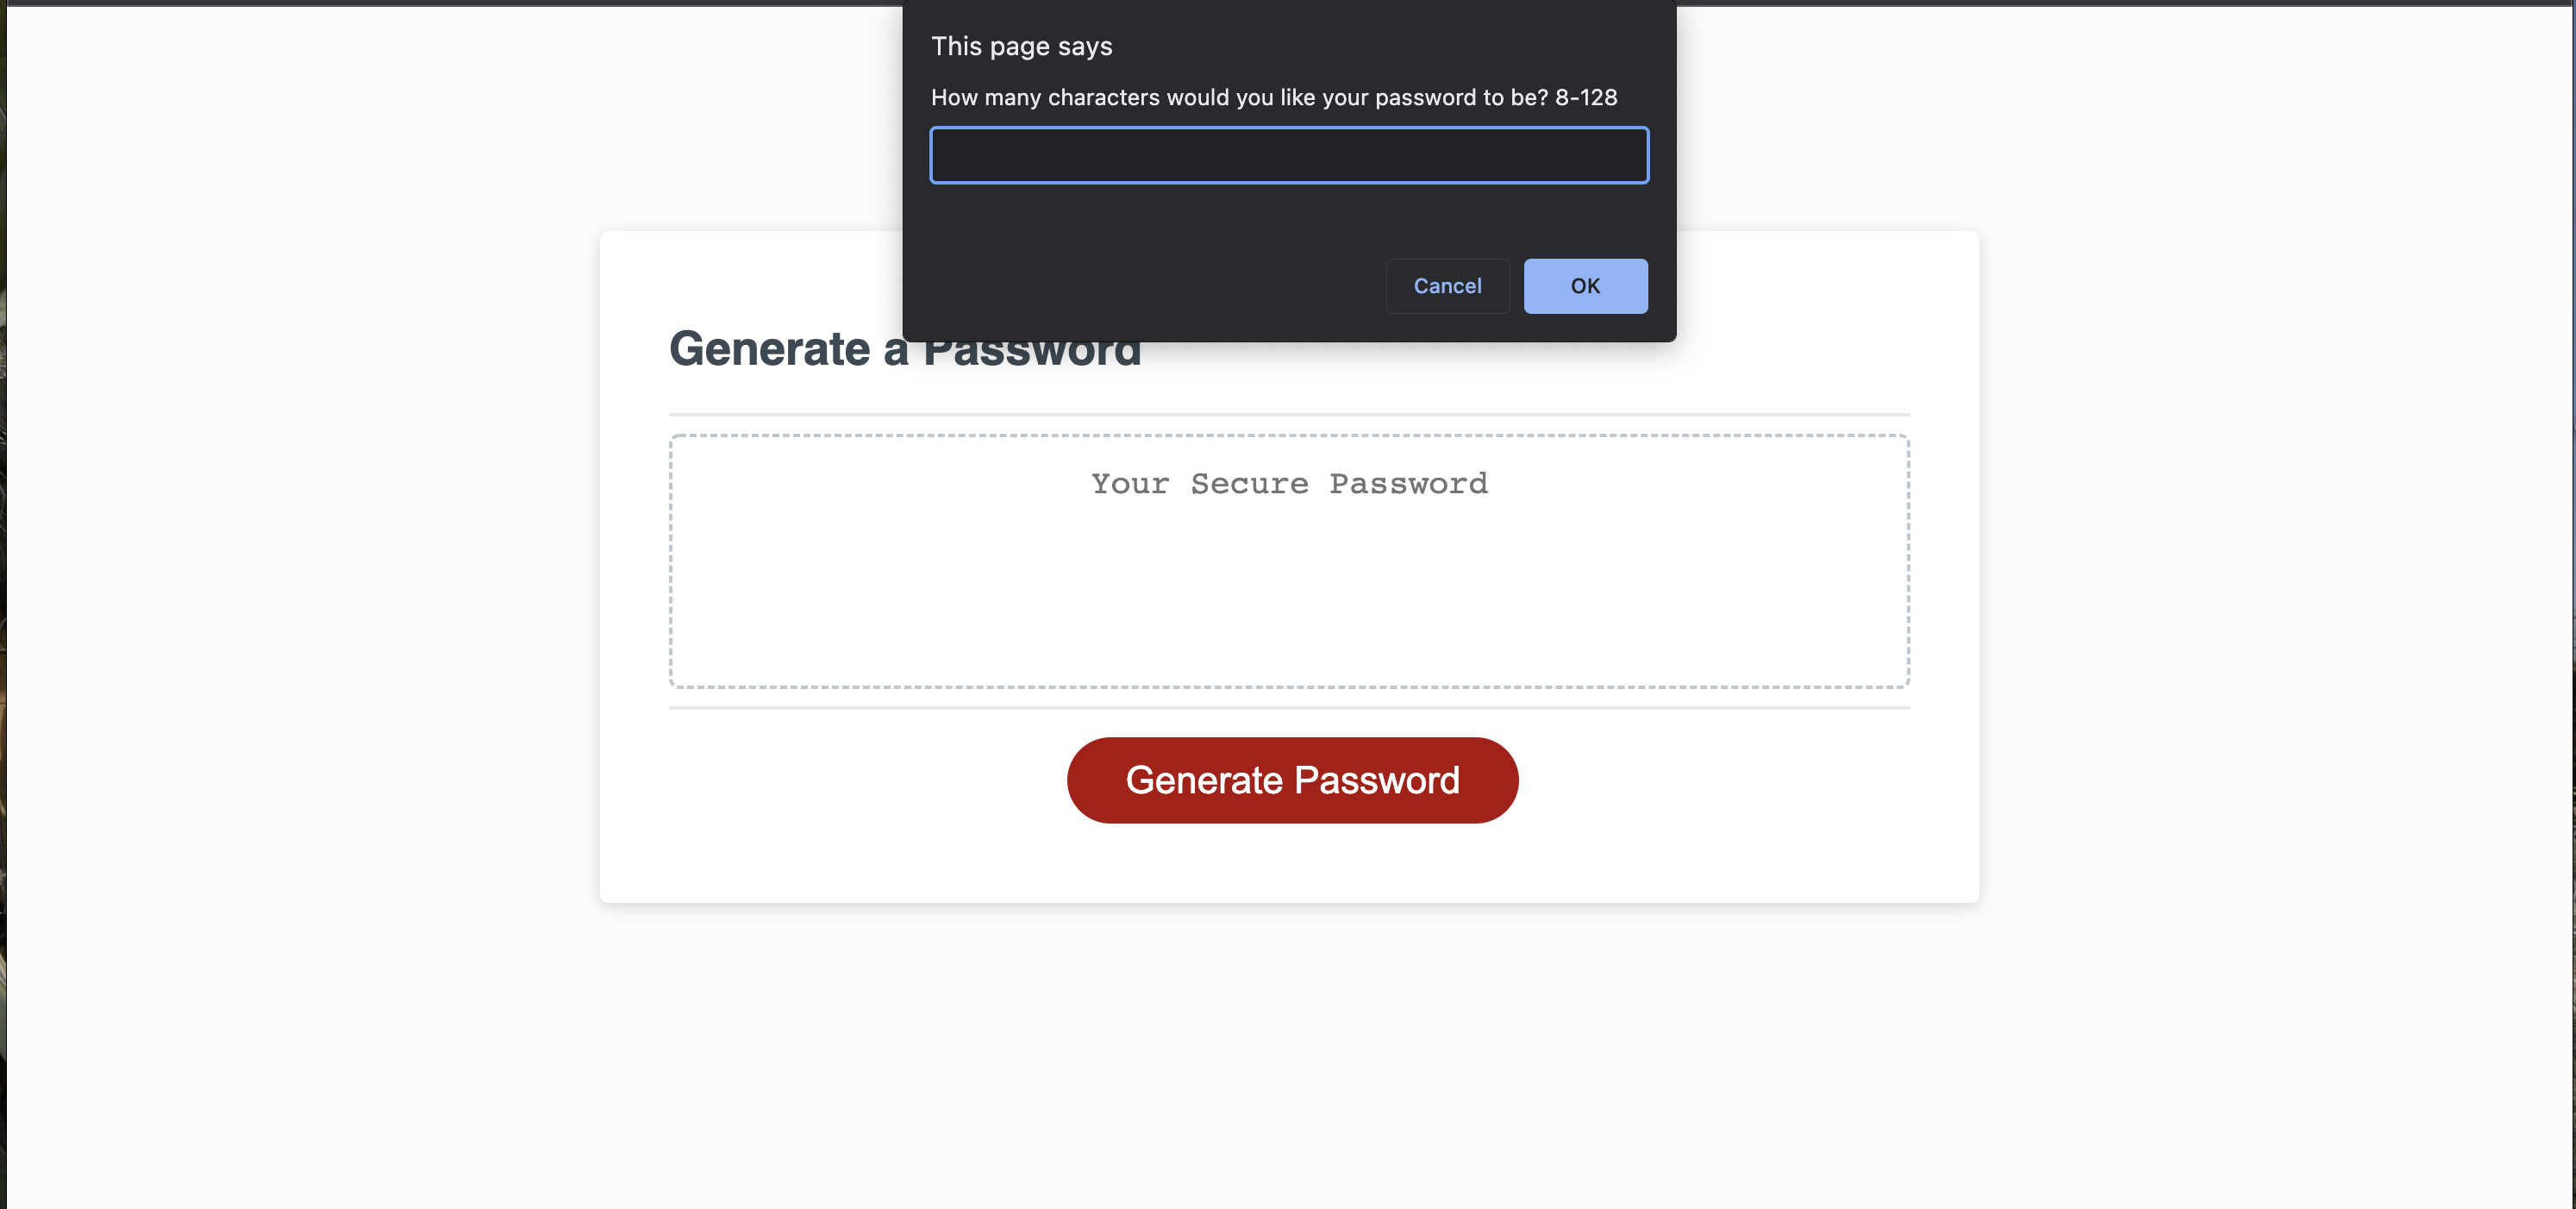 This page says
How many characters would you like your password to be? 8-128
Cancel
OK
Generate a Password
Your Secure Password
Generate Password